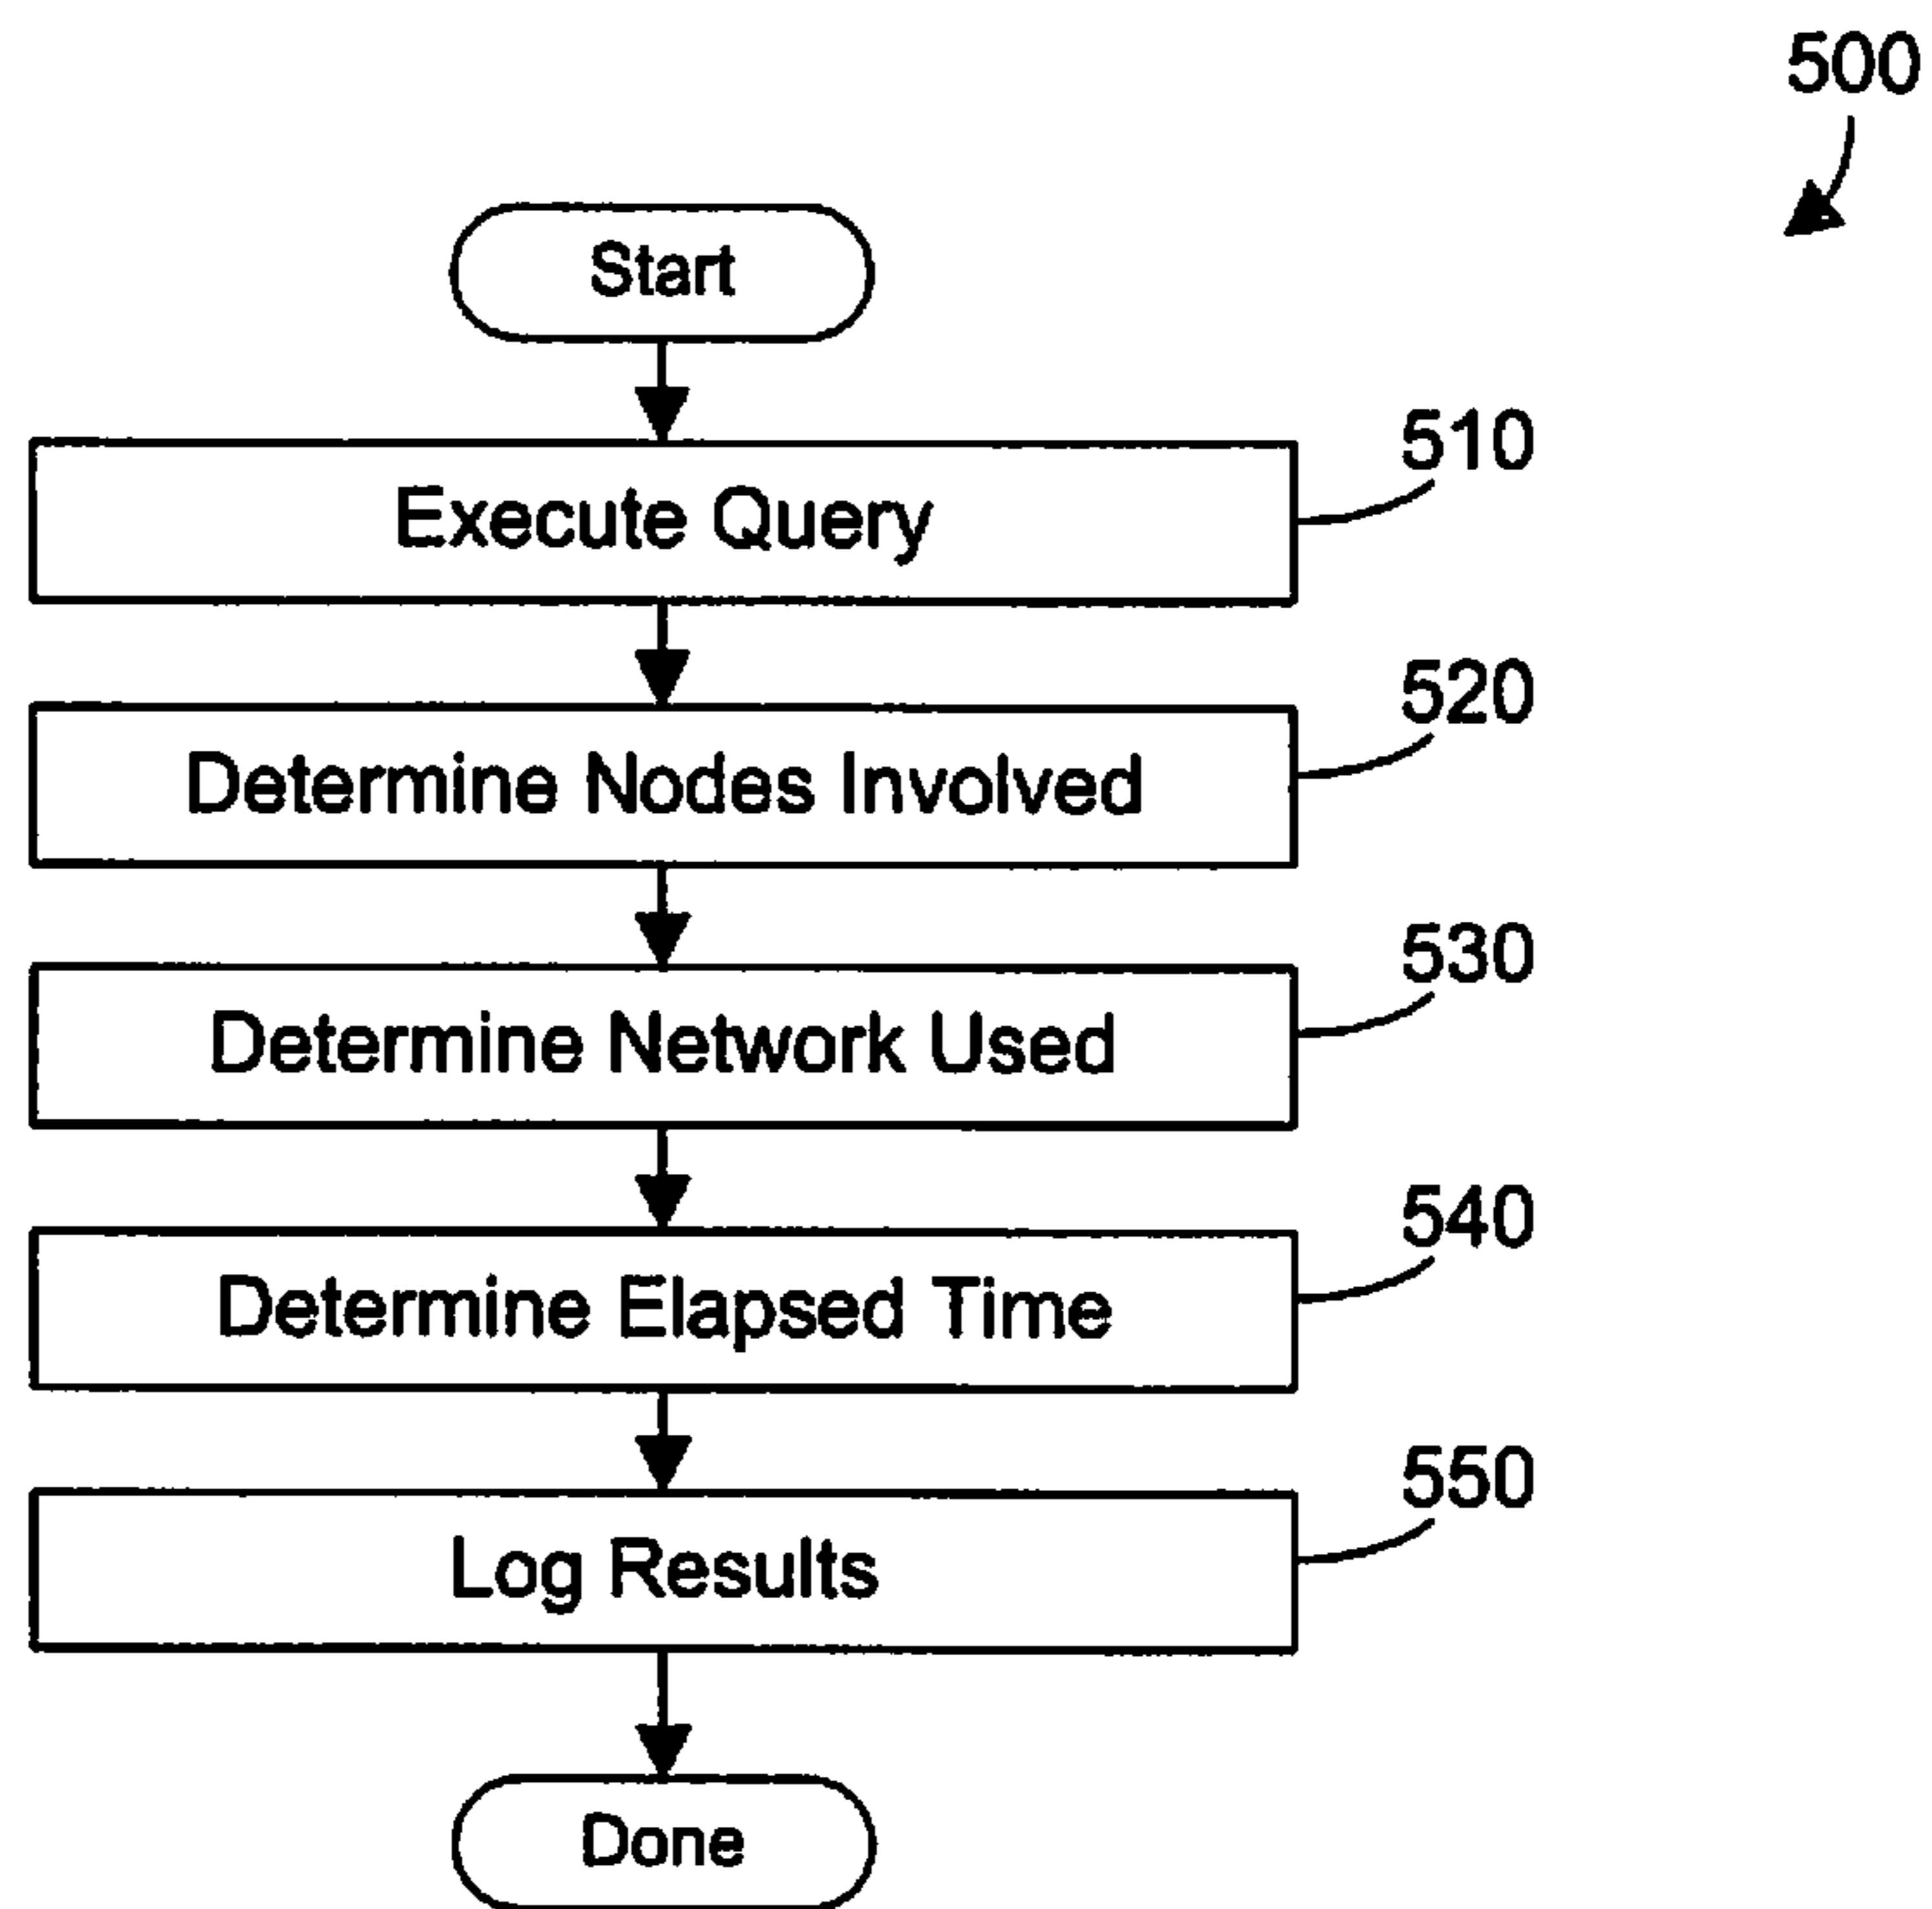 500
Start
Execute Query
510
Determine Nodes Involved
520
Determine Network Used
530
Determine Elapsed Time
540
Log Results
550
Done